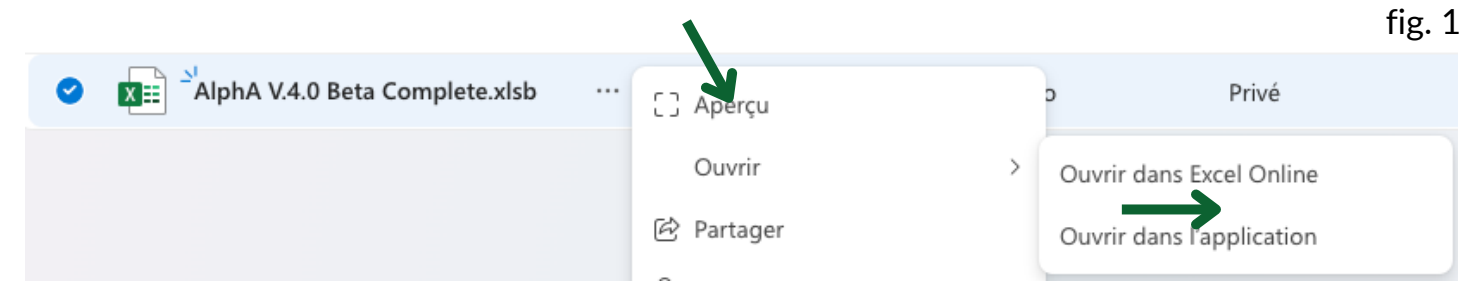 fig. 1
AlphA V.4.0 Beta Complete.xlsb ... Privé
Aperçu
Ouvrir
Ouvrir dans Excel Online
Partager
Ouvrir dans l'application